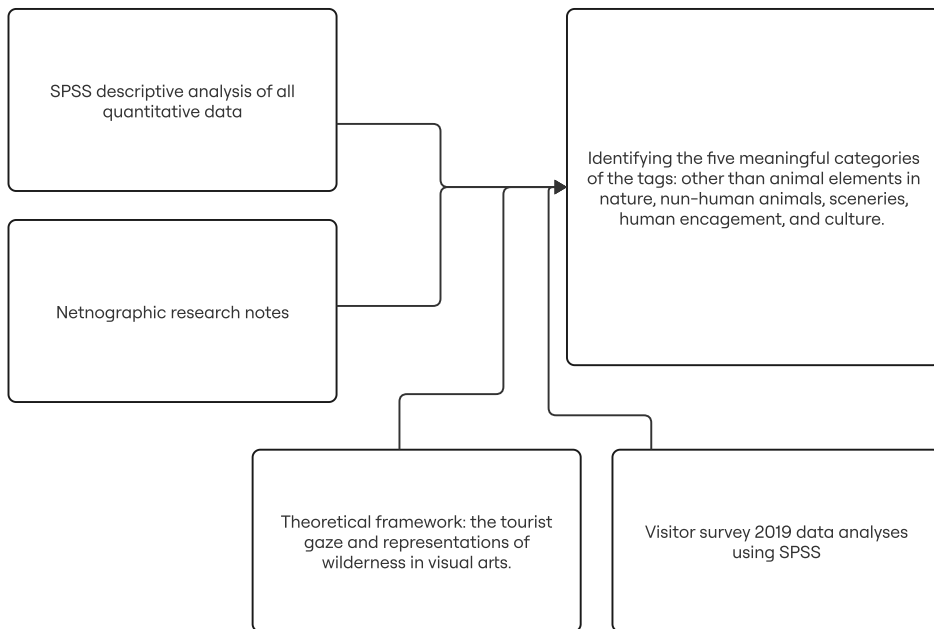 SPSS descriptive analysis of all
quantitative data
Netnographic research notes
Identifying the five meaningful categories
of the tags: other than animal elements in
nature, nun-human animals, sceneries,
human encagement, and culture.
Theoretical framework: the tourist
gaze and representations of
wilderness in visual arts.
Visitor survey 2019 data analyses
using SPSS